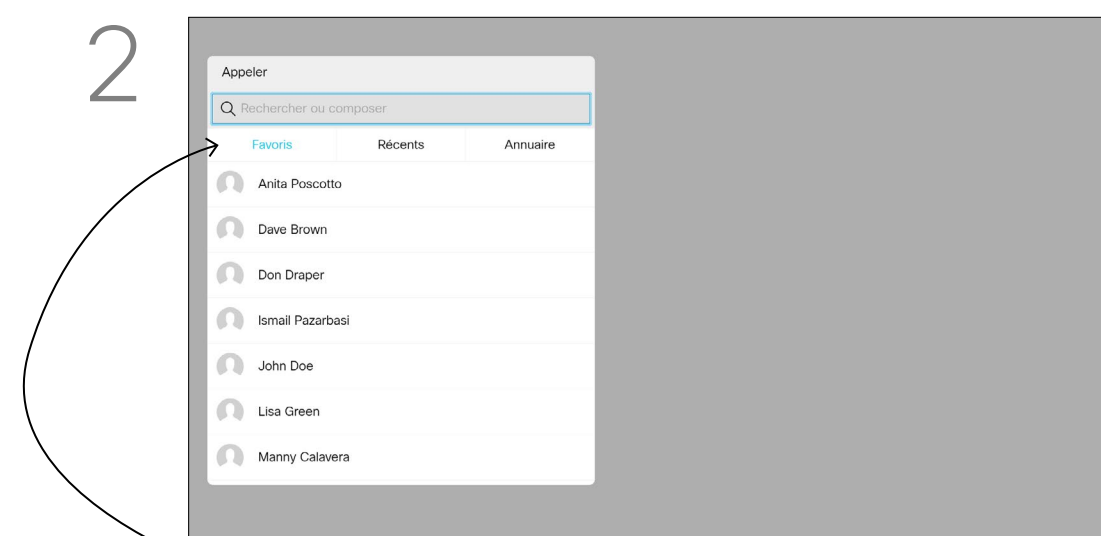 2
Appeler
Rechercher ou composer
Favoris Récents Annuaire
Anita Poscotto
Dave Brown
Don Draper
Ismail Pazarbasi
John Doe
Lisa Green
Manny Calavera